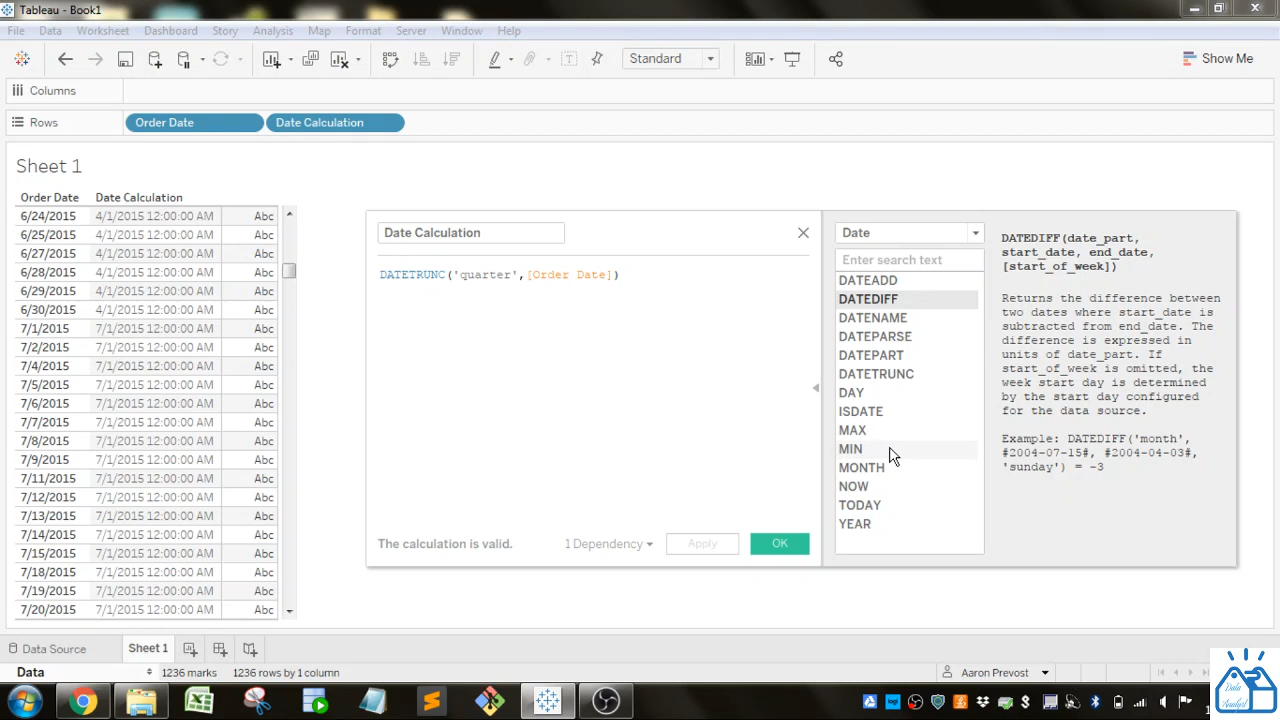 Tableau - Book1
File Data Worksheet Dashboard Story Analysis Map Format Server Window Help
Standard
Show Me
Columns
Rows
Order Date
Date Calculation
Sheet 1
Order Date Date Calculation
6/24/2015 4/1/2015 12:00:00 AM Abc
6/25/2015 4/1/2015 12:00:00 AM Abc
6/27/2015 4/1/2015 12:00:00 AM Abc
6/28/2015 4/1/2015 12:00:00 AM Abc
6/29/2015 4/1/2015 12:00:00 AM Abc
6/30/2015 4/1/2015 12:00:00 AM Abc
7/1/2015 7/1/2015 12:00:00 AM Abc
7/2/2015 7/1/2015 12:00:00 AM Abc
7/4/2015 7/1/2015 12:00:00 AM Abc
7/5/2015 7/1/2015 12:00:00 AM Abc
7/6/2015 7/1/2015 12:00:00 AM Abc
7/7/2015 7/1/2015 12:00:00 AM Abc
7/8/2015 7/1/2015 12:00:00 AM Abc
7/9/2015 7/1/2015 12:00:00 AM Abc
7/11/2015 7/1/2015 12:00:00 AM Abc
7/12/2015 7/1/2015 12:00:00 AM Abc
7/13/2015 7/1/2015 12:00:00 AM Abc
7/14/2015 7/1/2015 12:00:00 AM Abc
7/15/2015 7/1/2015 12:00:00 AM Abc
7/18/2015 7/1/2015 12:00:00 AM Abc
7/19/2015 7/1/2015 12:00:00 AM Abc
7/20/2015 7/1/2015 12:00:00 AM Abc
Date Calculation
DATETRUNC('quarter',[Order Date])
The calculation is valid.
1 Dependency
Apply
OK
Date
Enter search text
DATEADD
DATEDIFF
DATENAME
DATEPARSE
DATEPART
DATETRUNC
DAY
ISDATE
MAX
MIN
MONTH
NOW
TODAY
YEAR
DATEDIFF(date_part,
start_date, end_date,
[start_of_week])
Returns the difference between
two dates where start_date is
subtracted from end_date. The
difference is expressed in
units of date_part. If
start_of_week is omitted, the
week start day is determined
by the start day configured
for the data source.
Example: DATEDIFF('month',
#2004-07-15#, #2004-04-03#,
'sunday') = -3
Data Source
Sheet 1
Data
1236 marks
1236 rows by 1 column
Aaron Prevost
Data
Analyst